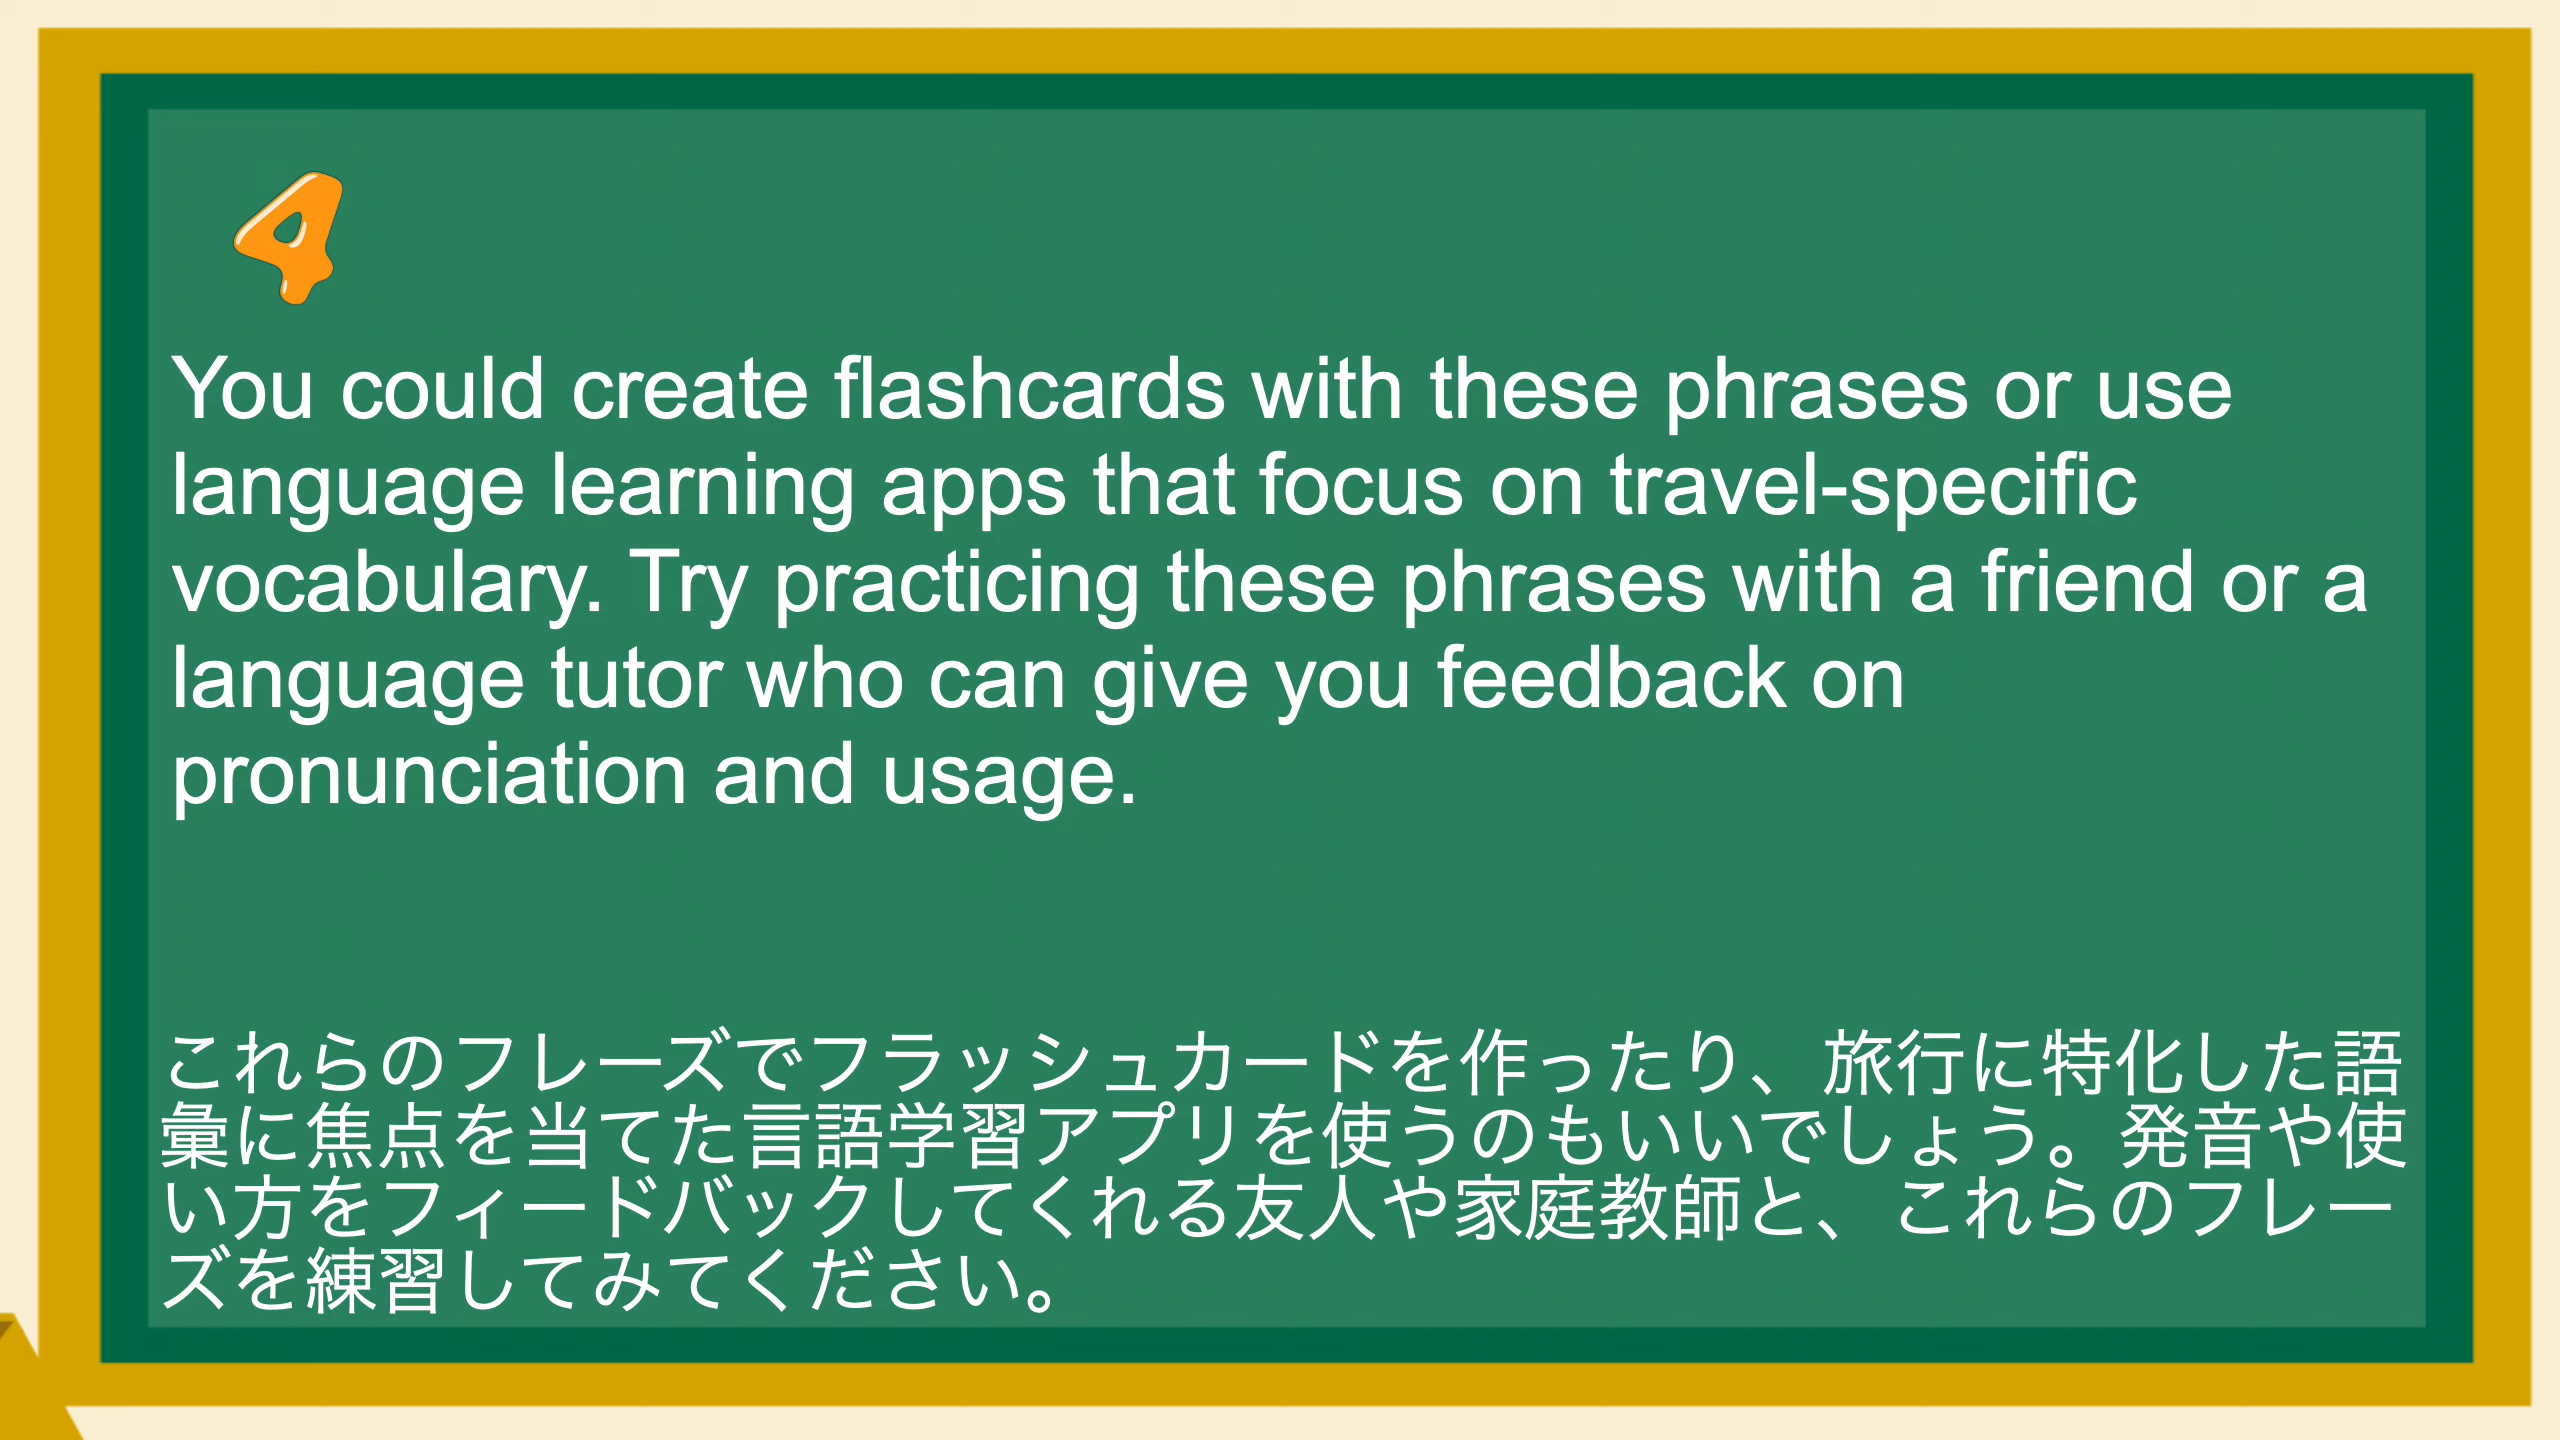 4
You could create flashcards with these phrases or use
language learning apps that focus on travel-specific
vocabulary. Try practicing these phrases with a friend or a
language tutor who can give you feedback on
pronunciation and usage.
これらのフレーズでフラッシュカードを作ったり、旅行に特化した語
彙に焦点を当てた言語学習アプリを使うのもいいでしょう。発音や使
い方をフィードバックしてくれる友人や家庭教師と、これらのフレー
ズを練習してみてください。